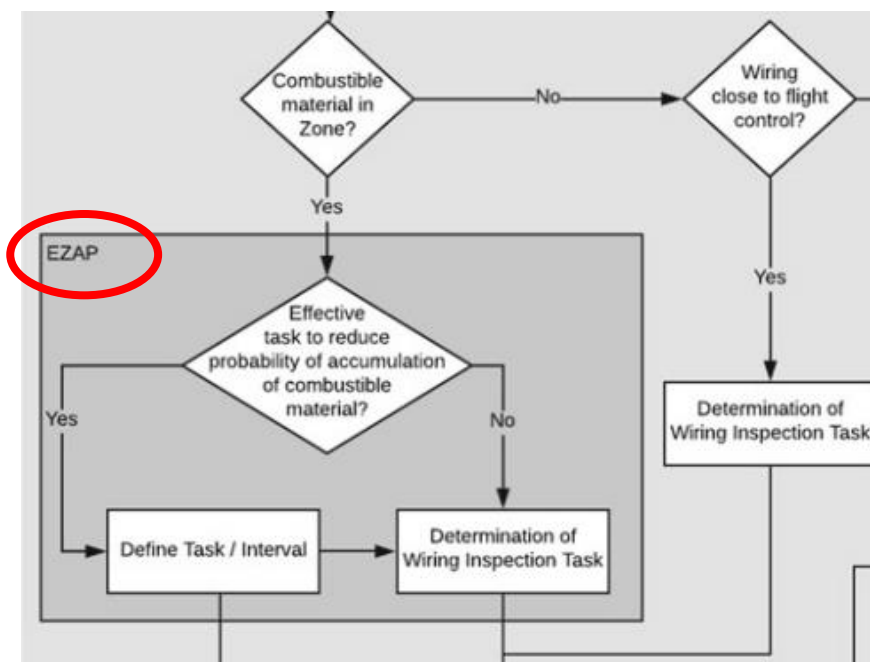 Combustible
material in
Zone?
No
Wiring
close to flight
control?
Yes
EZAP
Yes
Effective
task to reduce
probability of accumulation
of combustible
material?
Yes
No
Determination of
Wiring Inspection Task
Define Task / Interval
Determination of
Wiring Inspection Task